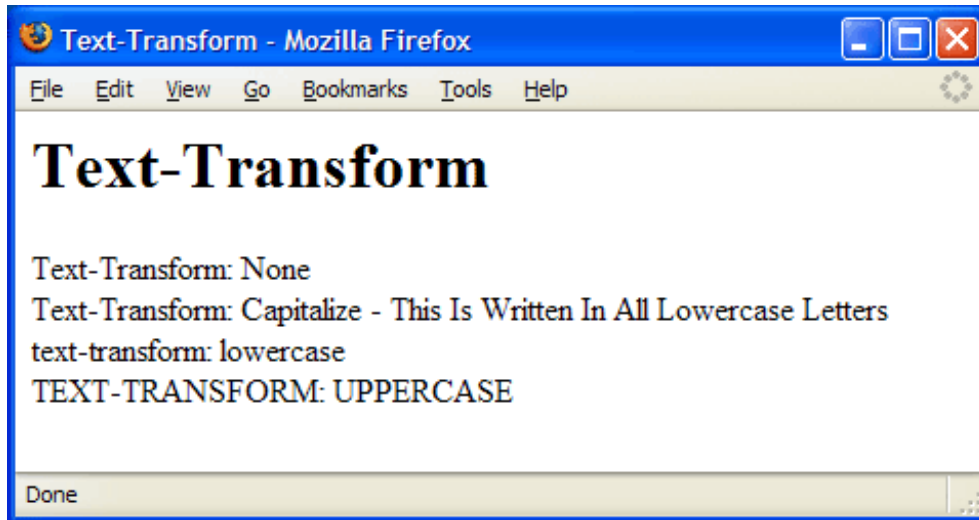 Text-Transform - Mozilla Firefox
File Edit View Go Bookmarks Tools Help
Text-Transform
Text-Transform: None
Text-Transform: Capitalize - This Is Written In All Lowercase Letters
text-transform: lowercase
TEXT-TRANSFORM: UPPERCASE
Done